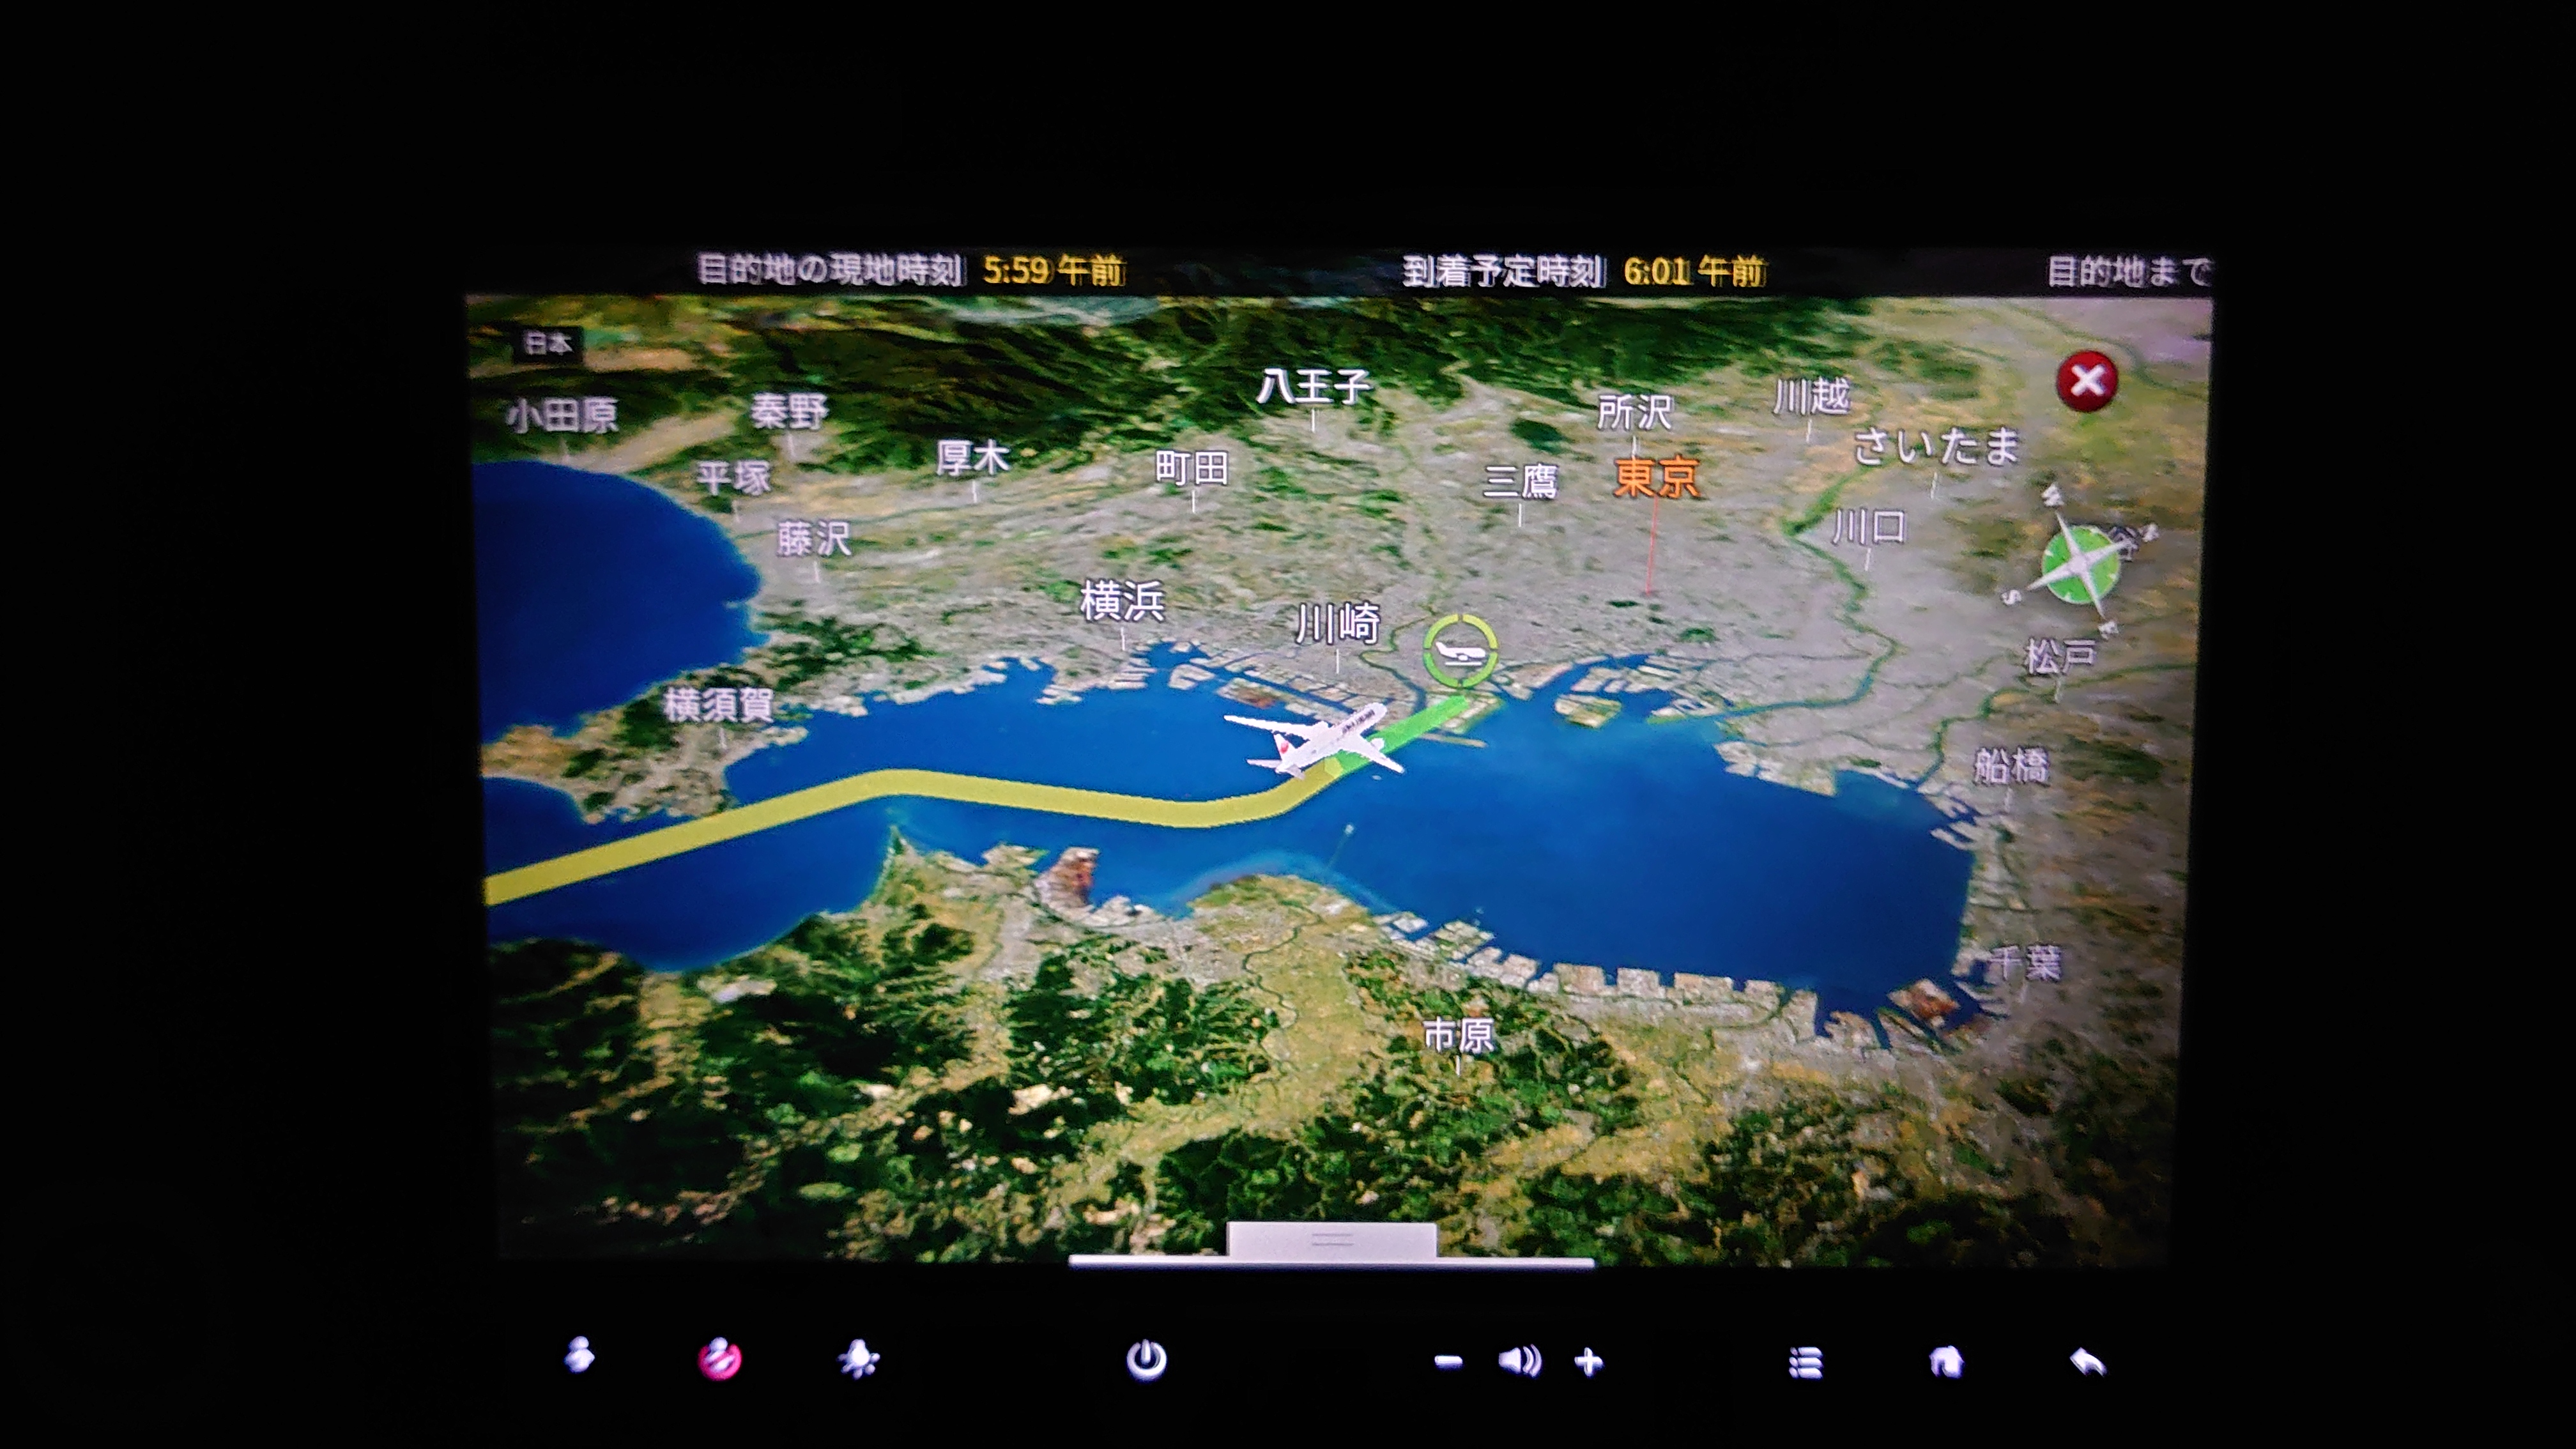 目的地の現地時刻 5:59 午前 到着予定時刻 6:01 午前 目的地まで
日本
八王子
川越
小田原
秦野
所沢
さいたま
厚木
町田
平塚
三鷹
東京
藤沢
川口
W
N
谷
S
E
横浜
川崎
松戸
横須賀
船橋
千葉
市原